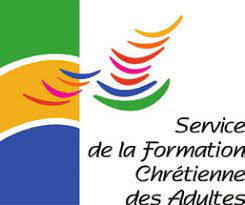 Service
de la Formation
Chrétienne
des Adultes